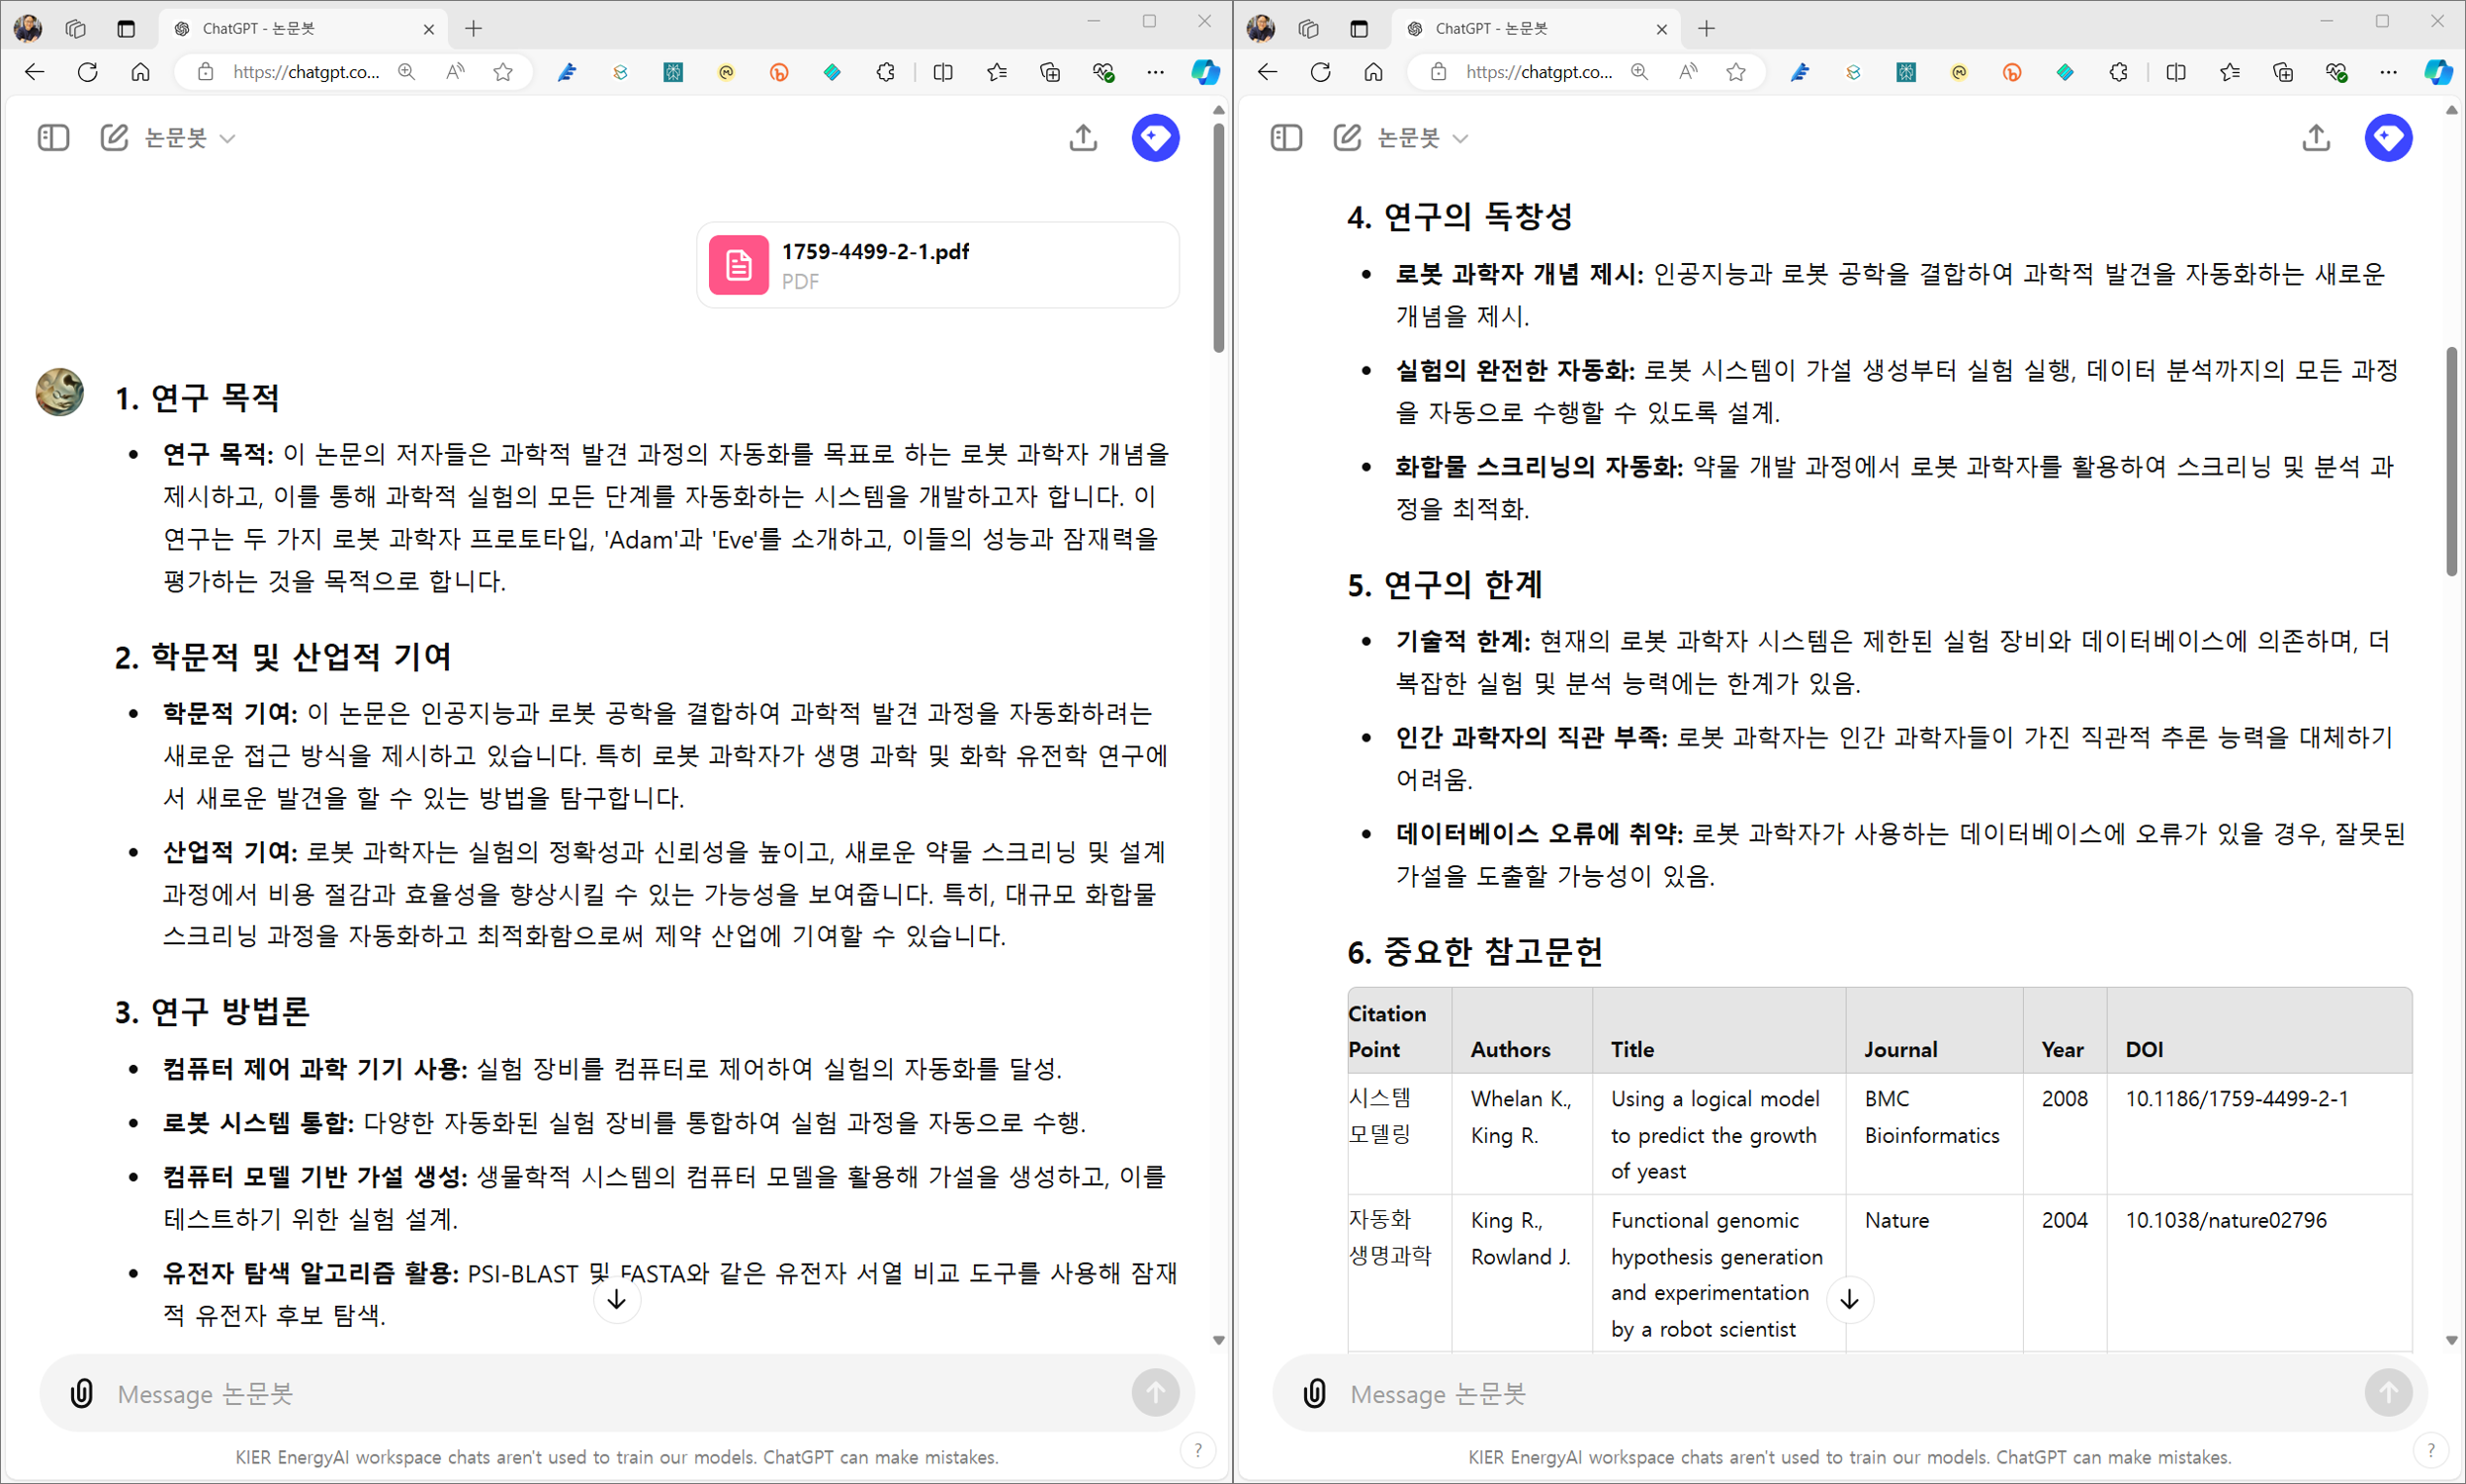 ChatGPT - 논문봇
https://chatgpt.co...
논문봇
1759-4499-2-1.pdf
PDF
1. 연구 목적
연구 목적: 이 논문의 저자들은 과학적 발견 과정의 자동화를 목표로 하는 로봇 과학자 개념을
제시하고, 이를 통해 과학적 실험의 모든 단계를 자동화하는 시스템을 개발하고자 합니다. 이
연구는 두 가지 로봇 과학자 프로토타입, 'Adam'과 'Eve'를 소개하고, 이들의 성능과 잠재력을
평가하는 것을 목적으로 합니다.
2. 학문적 및 산업적 기여
학문적 기여: 이 논문은 인공지능과 로봇 공학을 결합하여 과학적 발견 과정을 자동화하려는
새로운 접근 방식을 제시하고 있습니다. 특히 로봇 과학자가 생명 과학 및 화학 유전학 연구에
서 새로운 발견을 할 수 있는 방법을 탐구합니다.
산업적 기여: 로봇 과학자는 실험의 정확성과 신뢰성을 높이고, 새로운 약물 스크리닝 및 설계
과정에서 비용 절감과 효율성을 향상시킬 수 있는 가능성을 보여줍니다. 특히, 대규모 화합물
스크리닝 과정을 자동화하고 최적화함으로써 제약 산업에 기여할 수 있습니다.
3. 연구 방법론
컴퓨터 제어 과학 기기 사용: 실험 장비를 컴퓨터로 제어하여 실험의 자동화를 달성.
로봇 시스템 통합: 다양한 자동화된 실험 장비를 통합하여 실험 과정을 자동으로 수행.
컴퓨터 모델 기반 가설 생성: 생물학적 시스템의 컴퓨터 모델을 활용해 가설을 생성하고, 이를
테스트하기 위한 실험 설계.
유전자 탐색 알고리즘 활용: PSI-BLAST 및 FASTA와 같은 유전자 서열 비교 도구를 사용해 잠재
적 유전자 후보 탐색.
Message 논문봇
KIER EnergyAI workspace chats aren't used to train our models. ChatGPT can make mistakes.
?
ChatGPT - 논문봇
https://chatgpt.co...
논문봇
4. 연구의 독창성
로봇 과학자 개념 제시: 인공지능과 로봇 공학을 결합하여 과학적 발견을 자동화하는 새로운
개념을 제시.
실험의 완전한 자동화: 로봇 시스템이 가설 생성부터 실험 실행, 데이터 분석까지의 모든 과정
을 자동으로 수행할 수 있도록 설계.
화합물 스크리닝의 자동화: 약물 개발 과정에서 로봇 과학자를 활용하여 스크리닝 및 분석 과
정을 최적화.
5. 연구의 한계
기술적 한계: 현재의 로봇 과학자 시스템은 제한된 실험 장비와 데이터베이스에 의존하며, 더
복잡한 실험 및 분석 능력에는 한계가 있음.
인간 과학자의 직관 부족: 로봇 과학자는 인간 과학자들이 가진 직관적 추론 능력을 대체하기
어려움.
데이터베이스 오류에 취약: 로봇 과학자가 사용하는 데이터베이스에 오류가 있을 경우, 잘못된
가설을 도출할 가능성이 있음.
6. 중요한 참고문헌
Citation
Point Authors Title Journal Year DOI
시스템 Whelan K., Using a logical model BMC 2008 10.1186/1759-4499-2-1
모델링 King R. to predict the growth Bioinformatics
of yeast
자동화 King R., Functional genomic Nature 2004 10.1038/nature02796
생명과학 Rowland J. hypothesis generation
and experimentation
by a robot scientist
Message 논문봇
KIER EnergyAI workspace chats aren't used to train our models. ChatGPT can make mistakes.
?